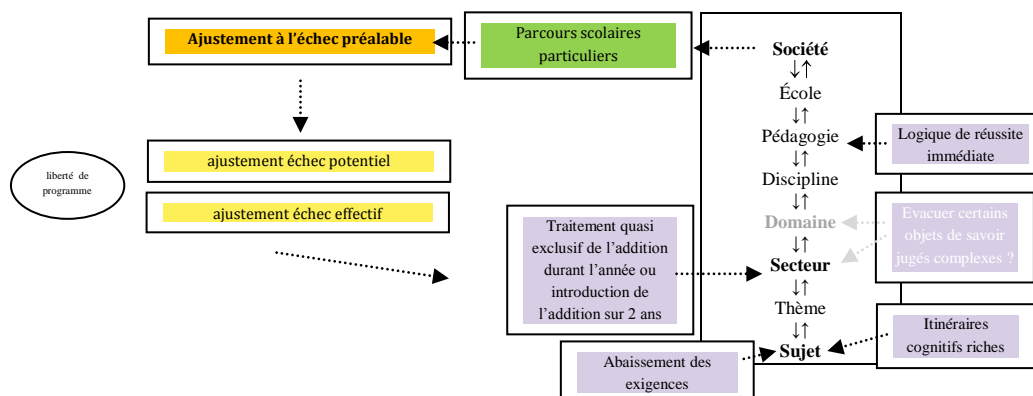 Ajustement à l'échec préalable
Parcours scolaires
particuliers
Société
↓↑
École
↓↑
Pédagogie
↓↑
Discipline
↓↑
Domaine
↓↑
Secteur
↓↑
Thème
↓↑
Sujet
Logique de réussite
immédiate
ajustement échec potentiel
liberté de
programme
ajustement échec effectif
Evacuer certains
objets de savoir
jugés complexes ?
Traitement quasi
exclusif de l'addition
durant l'année ou
introduction de
l'addition sur 2 ans
Itinéraires
cognitifs riches
Abaissement des
exigences